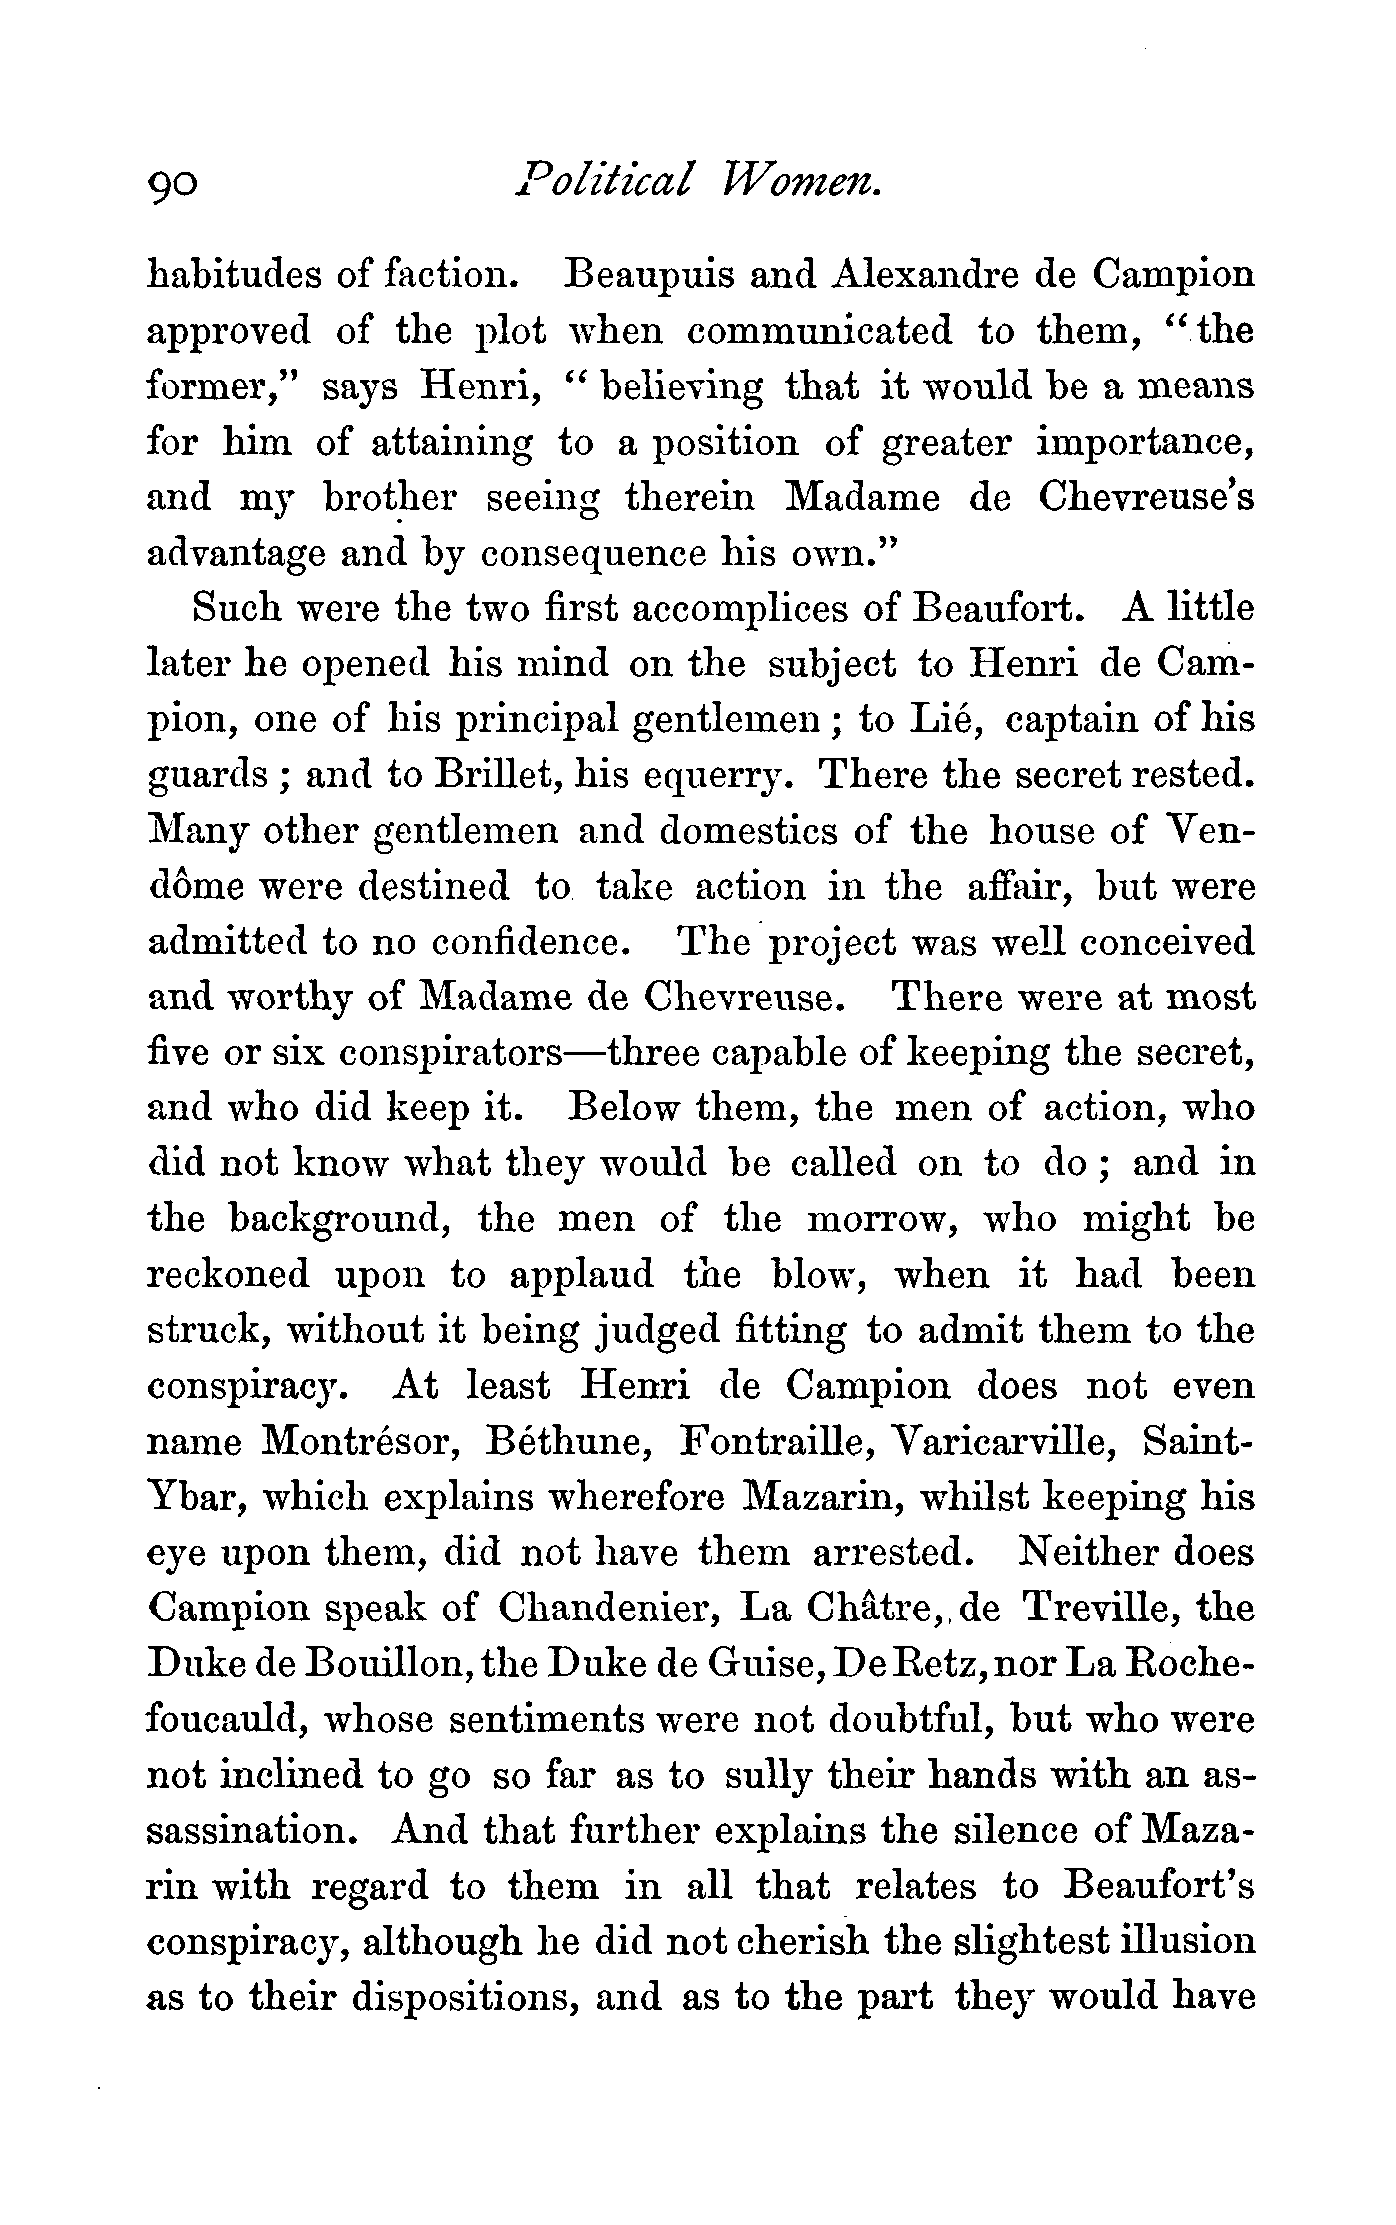 90 Political Women.
habitudes of faction. Beaupuis and Alexandre de Campion
approved of the plot when communicated to them, “the
former,” says Henri, “believing that it would be a means
for him of attaining to a position of greater importance,
and my brother seeing therein Madame de Chevreuse’s
advantage and by consequence his own.”
Such were the two first accomplices of Beaufort. A little
later he opened his mind on the subject to Henri de Cam-
pion, one of his principal gentlemen ; to Lié, captain of his
guards ; and to Brillet, his equerry. There the secret rested.
Many other gentlemen and domestics of the house of Ven-
dôme were destined to take action in the affair, but were
admitted to no confidence. The project was well conceived
and worthy of Madame de Chevreuse. There were at most
five or six conspirators—three capable of keeping the secret,
and who did keep it. Below them, the men of action, who
did not know what they would be called on to do ; and in
the background, the men of the morrow, who might be
reckoned upon to applaud the blow, when it had been
struck, without it being judged fitting to admit them to the
conspiracy. At least Henri de Campion does not even
name Montrésor, Béthune, Fontraille, Varicarville, Saint-
Ybar, which explains wherefore Mazarin, whilst keeping his
eye upon them, did not have them arrested. Neither does
Campion speak of Chandenier, La Châtre, de Treville, the
Duke de Bouillon, the Duke de Guise, De Retz, nor La Roche-
foucauld, whose sentiments were not doubtful, but who were
not inclined to go so far as to sully their hands with an as-
sassination. And that further explains the silence of Maza-
rin with regard to them in all that relates to Beaufort’s
conspiracy, although he did not cherish the slightest illusion
as to their dispositions, and as to the part they would have